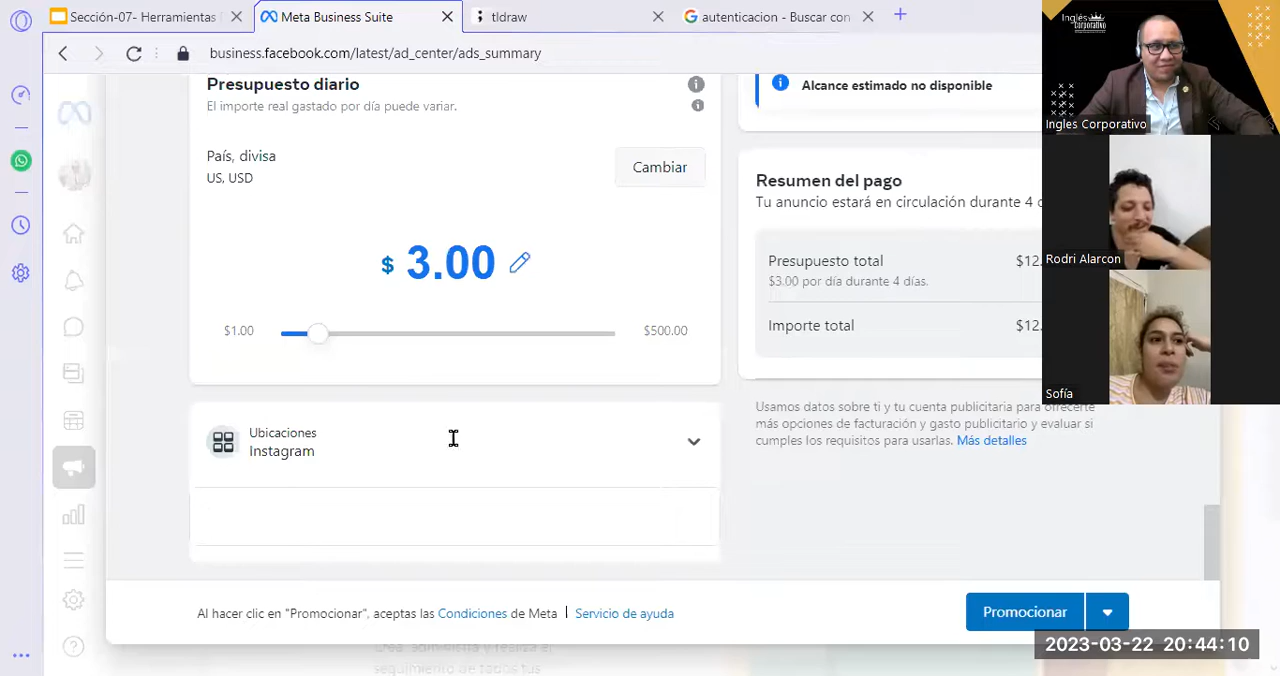 Sección-07- Herramientas
Meta Business Suite
tldraw
autenticacion - Buscar con
business.facebook.com/latest/ad_center/ads_summary
Presupuesto diario
El importe real gastado por día puede variar.
País, divisa
US, USD
Cambiar
$ 3.00
$1.00
$500.00
Ubicaciones
Instagram
Alcance estimado no disponible
Resumen del pago
Tu anuncio estará en circulación durante 4
Presupuesto total
$12.
$3.00 por día durante 4 días.
Importe total
$12.
Usamos datos sobre ti y tu cuenta publicitaria para ofrecerte
más opciones de facturación y gasto publicitario y evaluar si
cumples los requisitos para usarlas. Más detalles
Al hacer clic en "Promocionar", aceptas las Condiciones de Meta | Servicio de ayuda
Promocionar
seguimiento de todos tus
Inglés
Corporativo
Ingles Corporativo
Rodri Alarcon
Sofía
2023-03-22 20:44:10